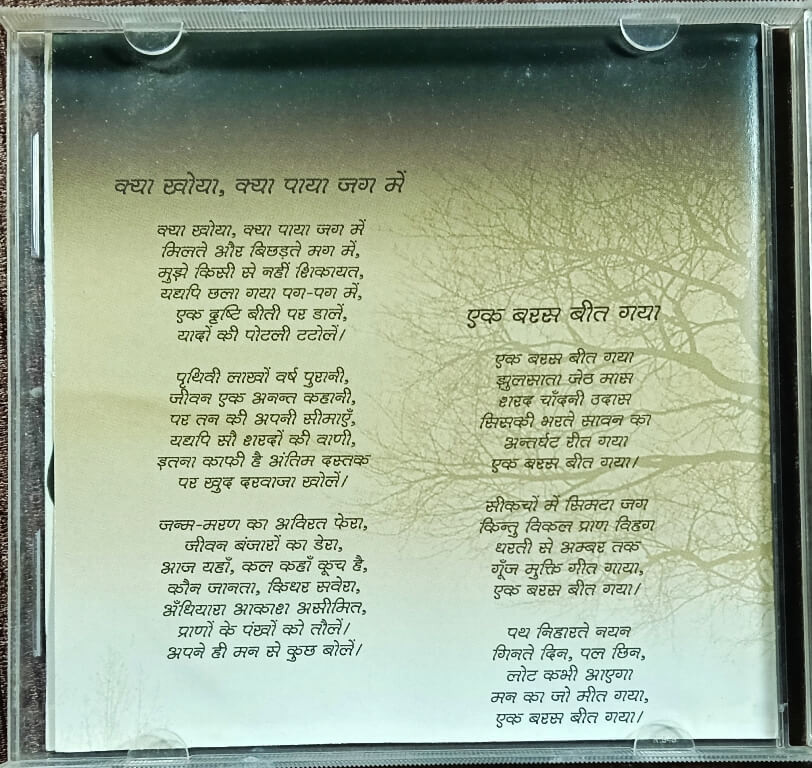 क्या खोया, क्या पाया जग में
क्या खोया, क्या पाया जग में
मिलते और बिछड़ते मग में,
मुझे किसी से नहीं शिकायत,
यद्यपि छला गया पग-पग में,
एक दृष्टि बीती पर डालें,
यादों की पोटली टटोलें।
पृथिवी लाखों वर्ष पुरानी,
जीवन एक अनन्त कहानी,
पर तन की अपनी सीमाएँ,
यद्यपि सौ शरदों की वाणी,
इतना काफी है अंतिम दस्तक
पर खुद दरवाजा खोलें।
जन्म-मरण का अविरत फेरा,
जीवन बंजारों का डेरा,
आज यहाँ, कल कहाँ कूच है,
कौन जानता, किधर सवेरा,
अँधियारा आकाश असीमित,
प्राणों के पंखों को तौलें।
अपने ही मन से कुछ बोलें।
एक बरस बीत गया
एक बरस बीत गया
झुलसाता जेठ मास
शरद चाँदनी उदास
सिसकी भरते सावन का
अन्तर्घट रीत गया
एक बरस बीत गया।
सीकचों में सिमटा जग
किन्तु विकल प्राण विहग
धरती से अम्बर तक
गूँज मुक्ति गीत गाया,
एक बरस बीत गया।
पथ निहारते नयन
गिनते दिन, पल छिन,
लोट कभी आएगा
मन का जो मीत गया,
एक बरस बीत गया।